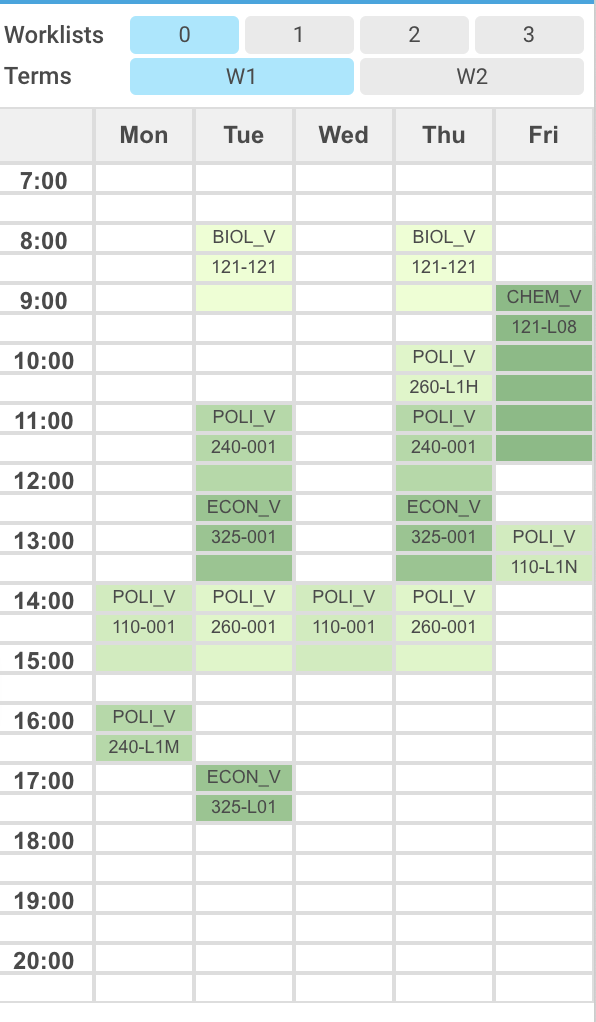 Worklists 0 1 2 3
Terms W1 W2
Mon Tue Wed Thu Fri
7:00
8:00 BIOL_V BIOL_V
121-121 121-121
9:00 CHEM_V
121-L08
10:00 POLI_V
260-L1H
11:00 POLI_V POLI_V
240-001 240-001
12:00
ECON_V ECON_V
13:00 325-001 325-001 POLI_V
110-L1N
14:00 POLI_V POLI_V POLI_V POLI_V
110-001 260-001 110-001 260-001
15:00
16:00 POLI_V
240-L1M
17:00 ECON_V
325-L01
18:00
19:00
20:00